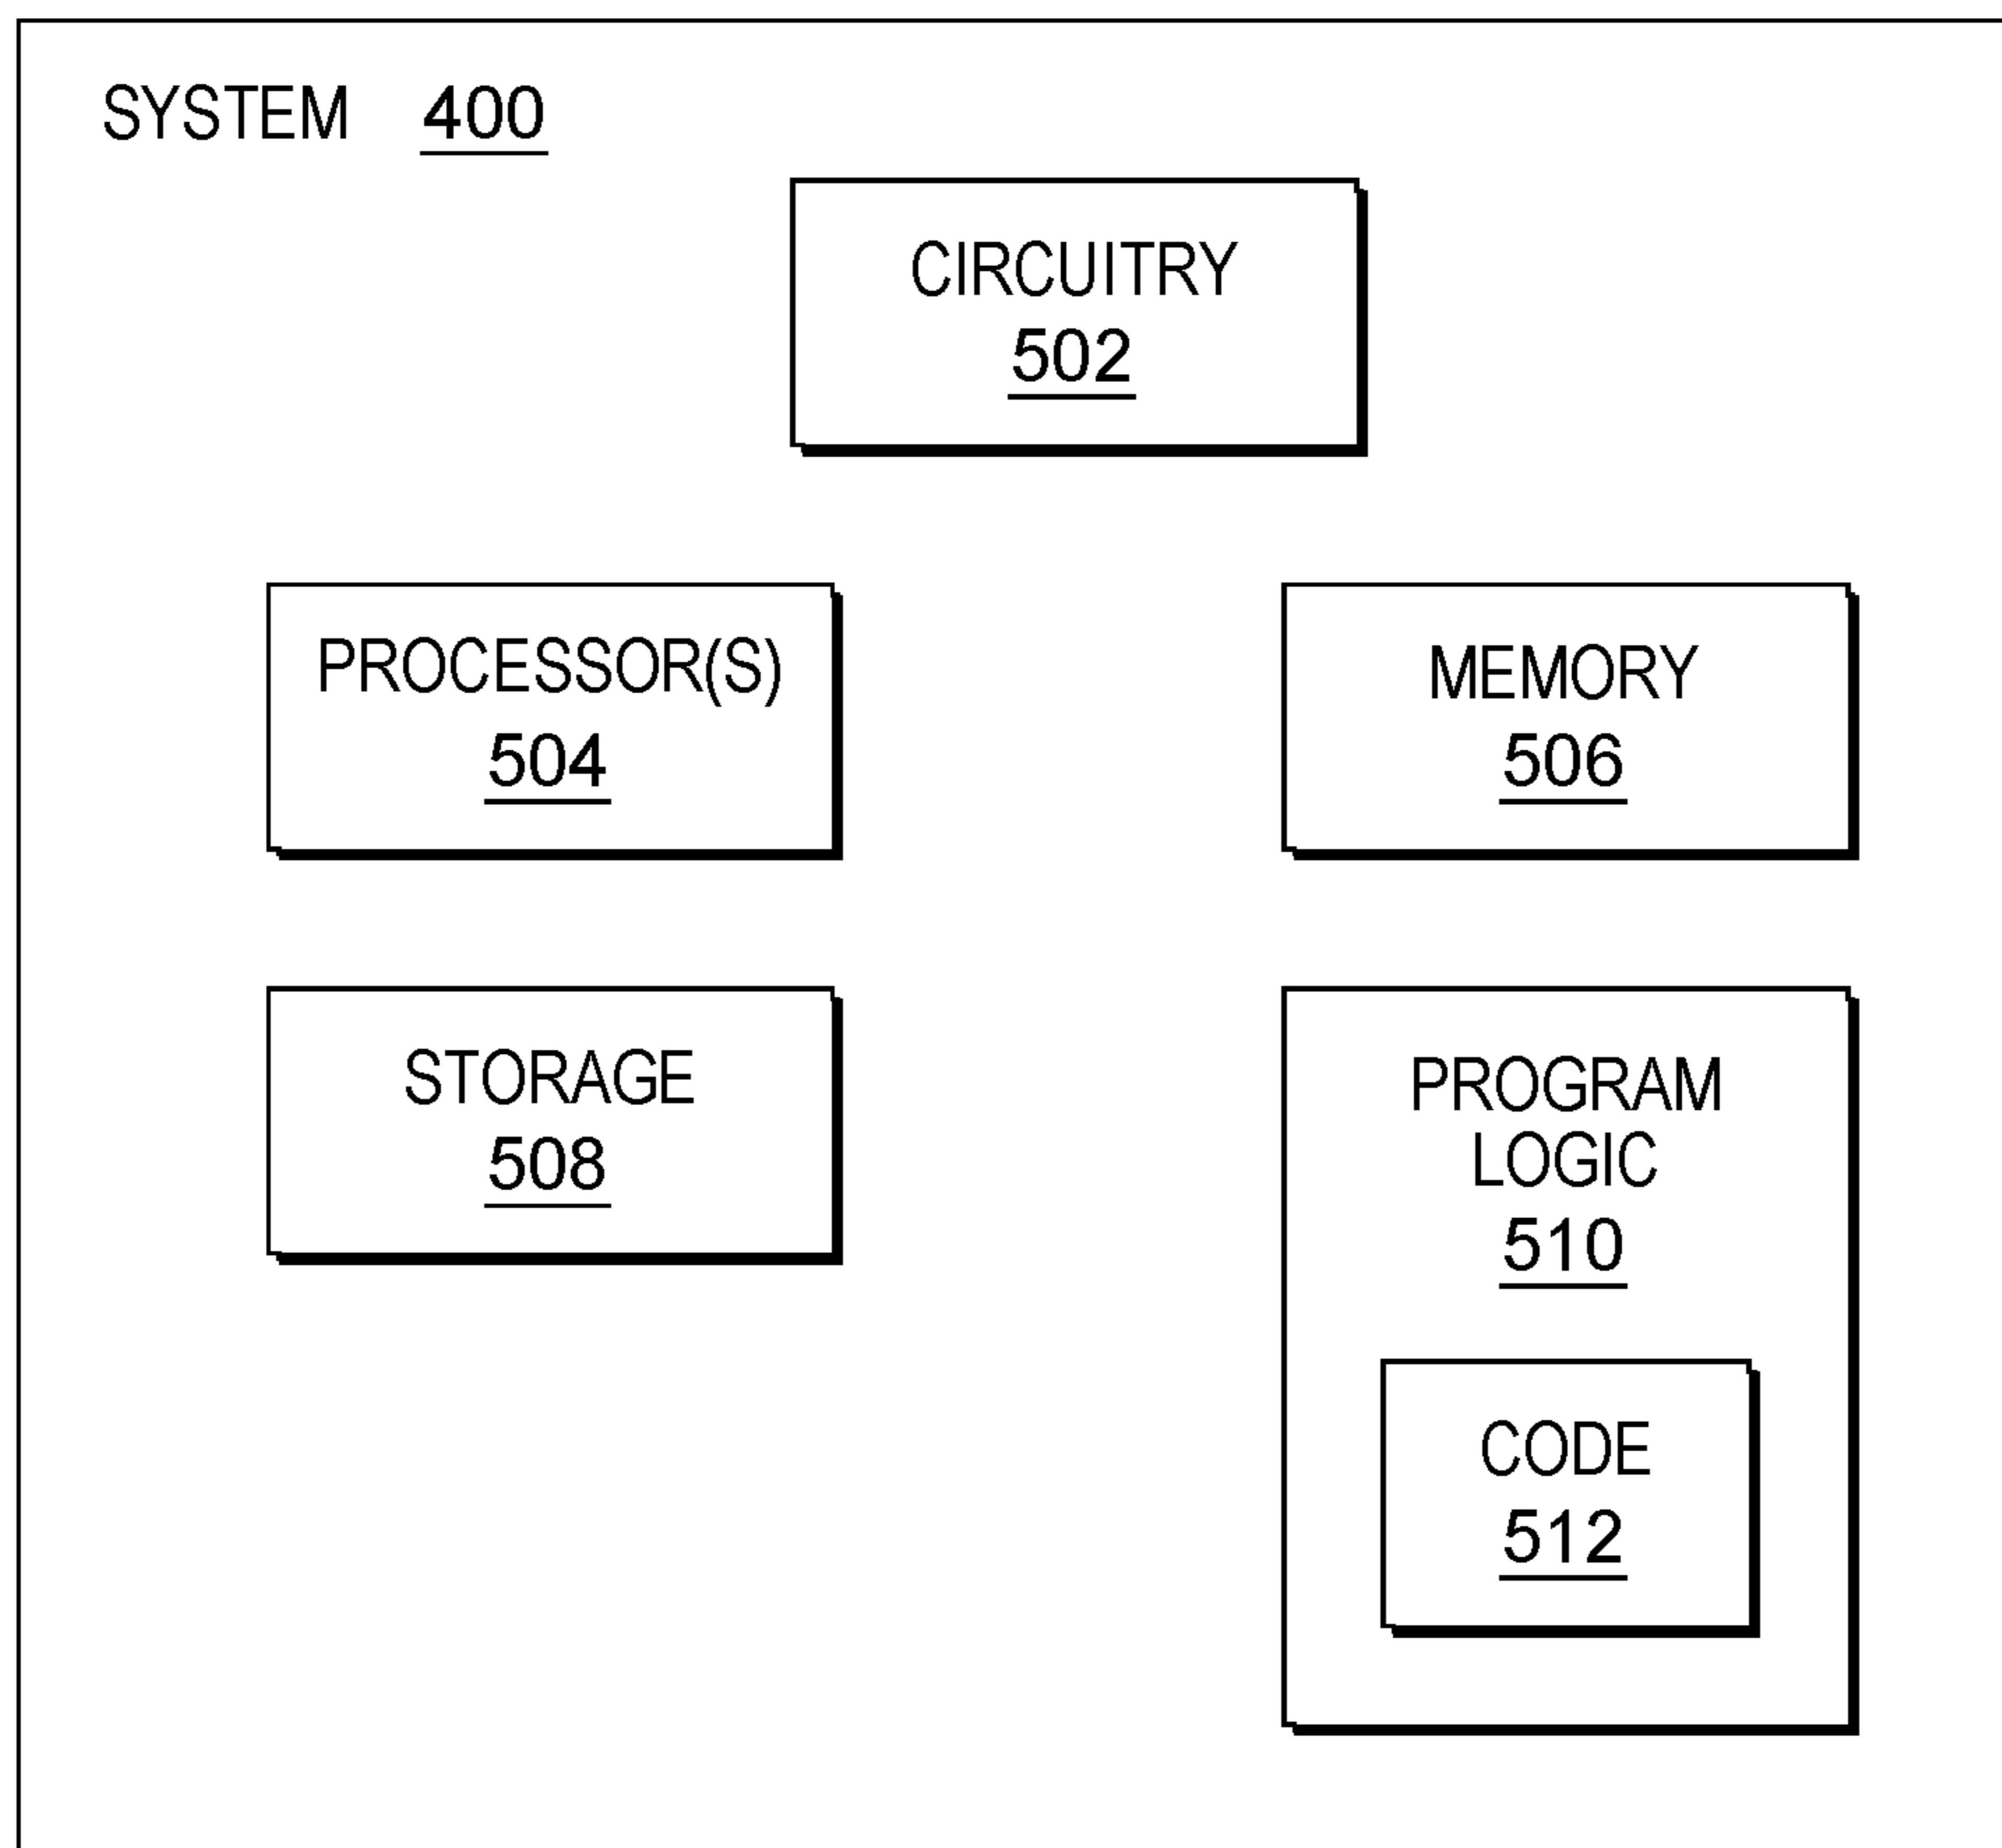 SYSTEM 400
CIRCUITRY
502
PROCESSOR(S)
504
MEMORY
506
STORAGE
508
PROGRAM
LOGIC
510
CODE
512